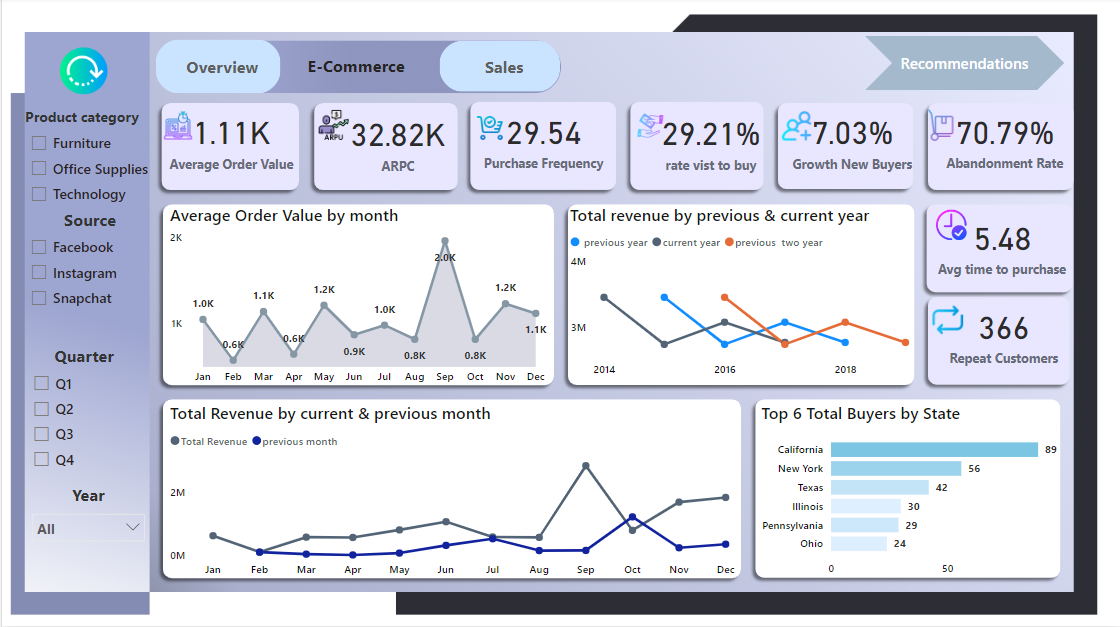 Overview
E-Commerce
Sales
Recommendations
Product category
Furniture
Office Supplies
Technology
Source
Facebook
Instagram
Snapchat
Quarter
Q1
Q2
Q3
Q4
Year
All
1.11K
Average Order Value
ARPU
32.82K
ARPC
29.54
Purchase Frequency
29.21%
rate vist to buy
7.03%
Growth New Buyers
70.79%
Abandonment Rate
Average Order Value by month
2K
1K
1.0K
0.6K
1.1K
0.6K
1.2K
0.9K
1.0K
0.8K
2.0K
0.8K
1.2K
1.1K
Jan Feb Mar Apr May Jun Jul Aug Sep Oct Nov Dec
Total revenue by previous & current year
previous year current year previous two year
4M
3M
2014 2016 2018
5.48
Avg time to purchase
366
Repeat Customers
Total Revenue by current & previous month
Total Revenue previous month
2M
0M
Jan Feb Mar Apr May Jun Jul Aug Sep Oct Nov Dec
Top 6 Total Buyers by State
California 89
New York 56
Texas 42
Illinois 30
Pennsylvania 29
Ohio 24
0 50